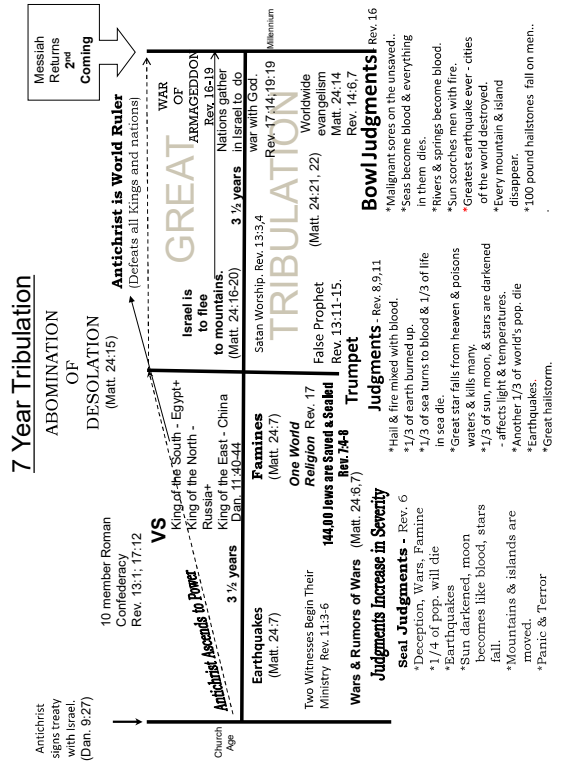 7 Year Tribulation
Antichrist
signs treaty
with Israel.
(Dan. 9:27)
10 member Roman
Confederacy
Rev. 13:1; 17:12
VS
King of the South - Egypt+
King of the North -
Russia+
King of the East - China
Dan. 11:40-44
ABOMINATION
OF
DESOLATION
(Matt. 24:15)
Antichrist is World Ruler
(Defeats all Kings and nations)
Messiah
Returns
2nd
Coming
Antichrist Ascends to Power
3 ½ years
GREAT
TRIBULATION
Israel is
to flee
to mountains.
(Matt. 24:16-20)
3 ½ years
WAR
OF
ARMAGEDDON
Rev. 16-19
Nations gather
in Israel to do
war with God.
Rev. 17:14;19:19
Church
Age
Millennium
Earthquakes
(Matt. 24:7)
Famines
(Matt. 24:7)
Two Witnesses Begin Their
Ministry Rev. 11:3-6
One World
Religion Rev. 17
144,00 Jews are Saved & Sealed
Rev. 7:4-8
Wars & Rumors of Wars (Matt. 24:6,7)
Satan Worship. Rev. 13:3,4
False Prophet
Rev. 13:11-15.
(Matt. 24:21, 22)
Worldwide
evangelism
Matt. 24:14
Rev. 14:6,7
Judgments Increase in Severity
Seal Judgments - Rev. 6
*Deception, Wars, Famine
*1/4 of pop. will die
*Earthquakes
*Sun darkened, moon
becomes like blood, stars
fall.
*Mountains & islands are
moved.
*Panic & Terror
Trumpet
Judgments - Rev. 8,9,11
*Hail & fire mixed with blood.
*1/3 of earth burned up.
*1/3 of sea turns to blood & 1/3 of life
in sea die.
*Great star falls from heaven & poisons
waters & kills many.
*1/3 of sun, moon, & stars are darkened
- affects light & temperatures.
*Another 1/3 of world's pop. die
*Earthquakes.
*Great hailstorm.
Bowl Judgments - Rev. 16
*Malignant sores on the unsaved..
*Seas become blood & everything
in them dies.
*Rivers & springs become blood.
*Sun scorches men with fire.
*Greatest earthquake ever - cities
of the world destroyed.
*Every mountain & island
disappear.
*100 pound hailstones fall on men..
.